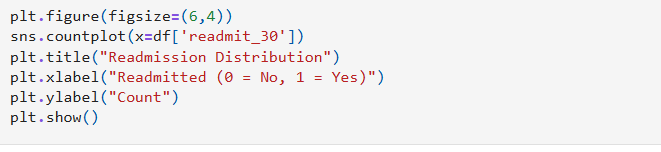 plt.figure(figsize=(6,4))
sns.countplot(x=df['readmit_30'])
plt.title("Readmission Distribution")
plt.xlabel("Readmitted (0 = No, 1 = Yes)")
plt.ylabel("Count")
plt.show()